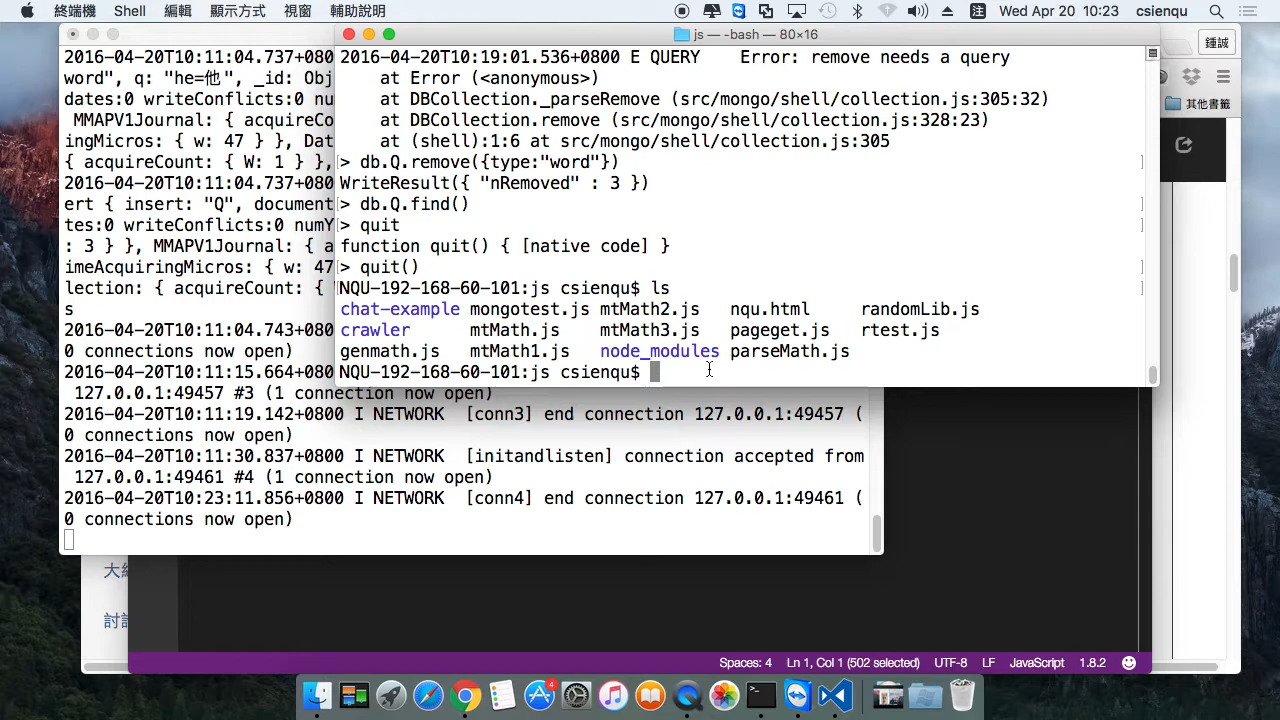 終端機 Shell 編輯 顯示方式 視窗 輔助說明 注 Wed Apr 20 10:23 csienqu
js — -bash — 80×16
鍾誠
其他書籤
2016-04-20T10:11:04.737+080
word", q: "he=他", _id: Obj
dates:0 writeConflicts:0 num
MMAPV1Journal: { acquireCo
ingMicros: { w: 47 } }, Dat
{ acquireCount: { W: 1 } },
2016-04-20T10:11:04.737+080
ert { insert: "Q", document
tes:0 writeConflicts:0 numY
: 3 } }, MMAPV1Journal: { a
imeAcquiringMicros: { w: 47
lection: { acquireCount: {
s
2016-04-20T10:11:04.743+080
0 connections now open)
2016-04-20T10:11:15.664+080
127.0.0.1:49457 #3 (1 connection now open)
2016-04-20T10:11:19.142+0800 I NETWORK [conn3] end connection 127.0.0.1:49457 (
0 connections now open)
2016-04-20T10:11:30.837+0800 I NETWORK [initandlisten] connection accepted from
127.0.0.1:49461 #4 (1 connection now open)
2016-04-20T10:23:11.856+0800 I NETWORK [conn4] end connection 127.0.0.1:49461 (
0 connections now open)
2016-04-20T10:19:01.536+0800 E QUERY Error: remove needs a query
at Error (<anonymous>)
at DBCollection._parseRemove (src/mongo/shell/collection.js:305:32)
at DBCollection.remove (src/mongo/shell/collection.js:328:23)
at (shell):1:6 at src/mongo/shell/collection.js:305
> db.Q.remove({type:"word"})
WriteResult({ "nRemoved" : 3 })
> db.Q.find()
> quit
function quit() { [native code] }
> quit()
NQU-192-168-60-101:js csienqu$ ls
chat-example mongotest.js mtMath2.js nqu.html randomLib.js
crawler mtMath.js mtMath3.js pageget.js rtest.js
genmath.js mtMath1.js node_modules parseMath.js
NQU-192-168-60-101:js csienqu$
Spaces: 4 Ln 1, Col 1 (502 selected) UTF-8 LF JavaScript 1.8.2
4